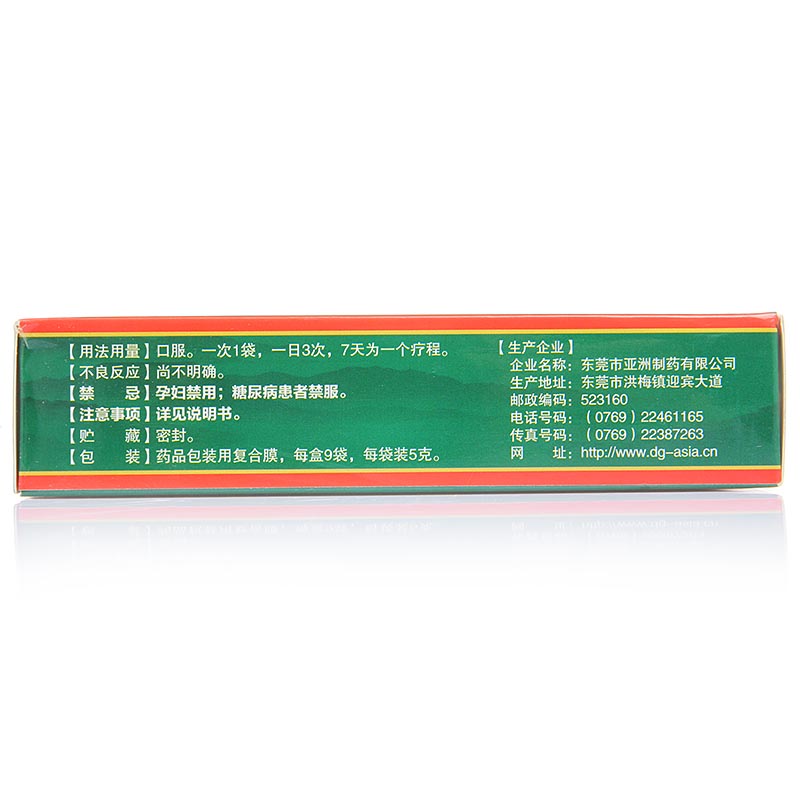 【用法用量】口服。一次1袋，一日3次，7天为一个疗程。
【不良反应】尚不明确。
【禁　　忌】孕妇禁用；糖尿病患者禁服。
【注意事项】详见说明书。
【贮　　藏】密封。
【包　　装】药品包装用复合膜，每盒9袋，每袋装5克。
【生产企业】
企业名称：东莞市亚洲制药有限公司
生产地址：东莞市洪梅镇迎宾大道
邮政编码：523160
电话号码：（0769）22461165
传真号码：（0769）22387263
网　　址：http://www.dg-asia.cn